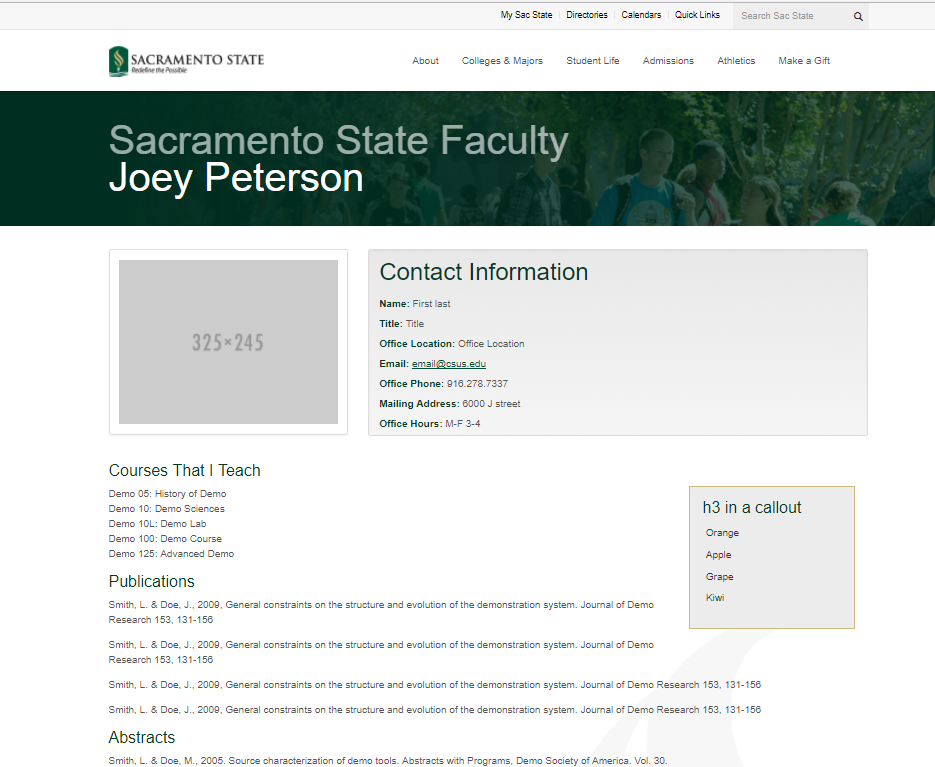 My Sac State Directories Calendars Quick Links Search Sac State
SACRAMENTO STATE
Redefine the Possible
About Colleges & Majors Student Life Admissions Athletics Make a Gift
Sacramento State Faculty
Joey Peterson
325×245
Contact Information
Name: First last
Title: Title
Office Location: Office Location
Email: email@csus.edu
Office Phone: 916.278.7337
Mailing Address: 6000 J street
Office Hours: M-F 3-4
Courses That I Teach
Demo 05: History of Demo
Demo 10: Demo Sciences
Demo 10L: Demo Lab
Demo 100: Demo Course
Demo 125: Advanced Demo
h3 in a callout
Orange
Apple
Grape
Kiwi
Publications
Smith, L. & Doe, J., 2009, General constraints on the structure and evolution of the demonstration system. Journal of Demo
Research 153, 131-156
Smith, L. & Doe, J., 2009, General constraints on the structure and evolution of the demonstration system. Journal of Demo
Research 153, 131-156
Smith, L. & Doe, J., 2009, General constraints on the structure and evolution of the demonstration system. Journal of Demo Research 153, 131-156
Smith, L. & Doe, J., 2009, General constraints on the structure and evolution of the demonstration system. Journal of Demo Research 153, 131-156
Abstracts
Smith, L. & Doe, M., 2005. Source characterization of demo tools. Abstracts with Programs, Demo Society of America. Vol. 30.